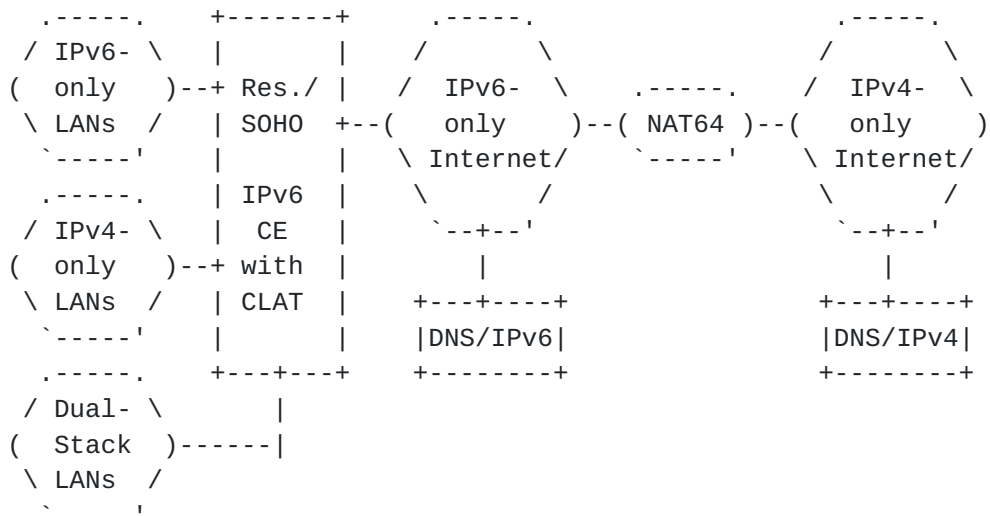 IPv6-
only
LANs
Res./
SOHO
IPv6
CE
with
CLAT
IPv6-
only
Internet
NAT64
IPv4-
only
Internet
IPv4-
only
LANs
DNS/IPv6
DNS/IPv4
Dual-
Stack
LANs